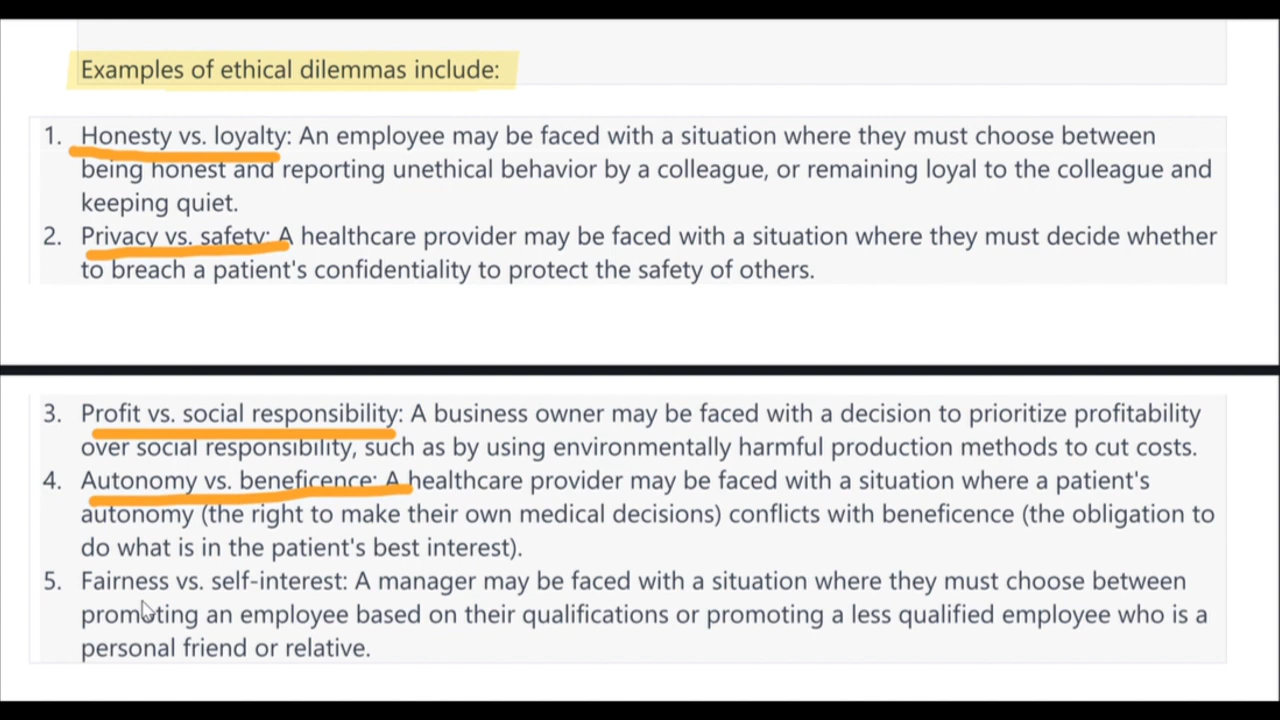 Examples of ethical dilemmas include:
1. Honesty vs. loyalty: An employee may be faced with a situation where they must choose between
being honest and reporting unethical behavior by a colleague, or remaining loyal to the colleague and
keeping quiet.
2. Privacy vs. safety: A healthcare provider may be faced with a situation where they must decide whether
to breach a patient's confidentiality to protect the safety of others.
3. Profit vs. social responsibility: A business owner may be faced with a decision to prioritize profitability
over social responsibility, such as by using environmentally harmful production methods to cut costs.
4. Autonomy vs. beneficence: A healthcare provider may be faced with a situation where a patient's
autonomy (the right to make their own medical decisions) conflicts with beneficence (the obligation to
do what is in the patient's best interest).
5. Fairness vs. self-interest: A manager may be faced with a situation where they must choose between
promoting an employee based on their qualifications or promoting a less qualified employee who is a
personal friend or relative.